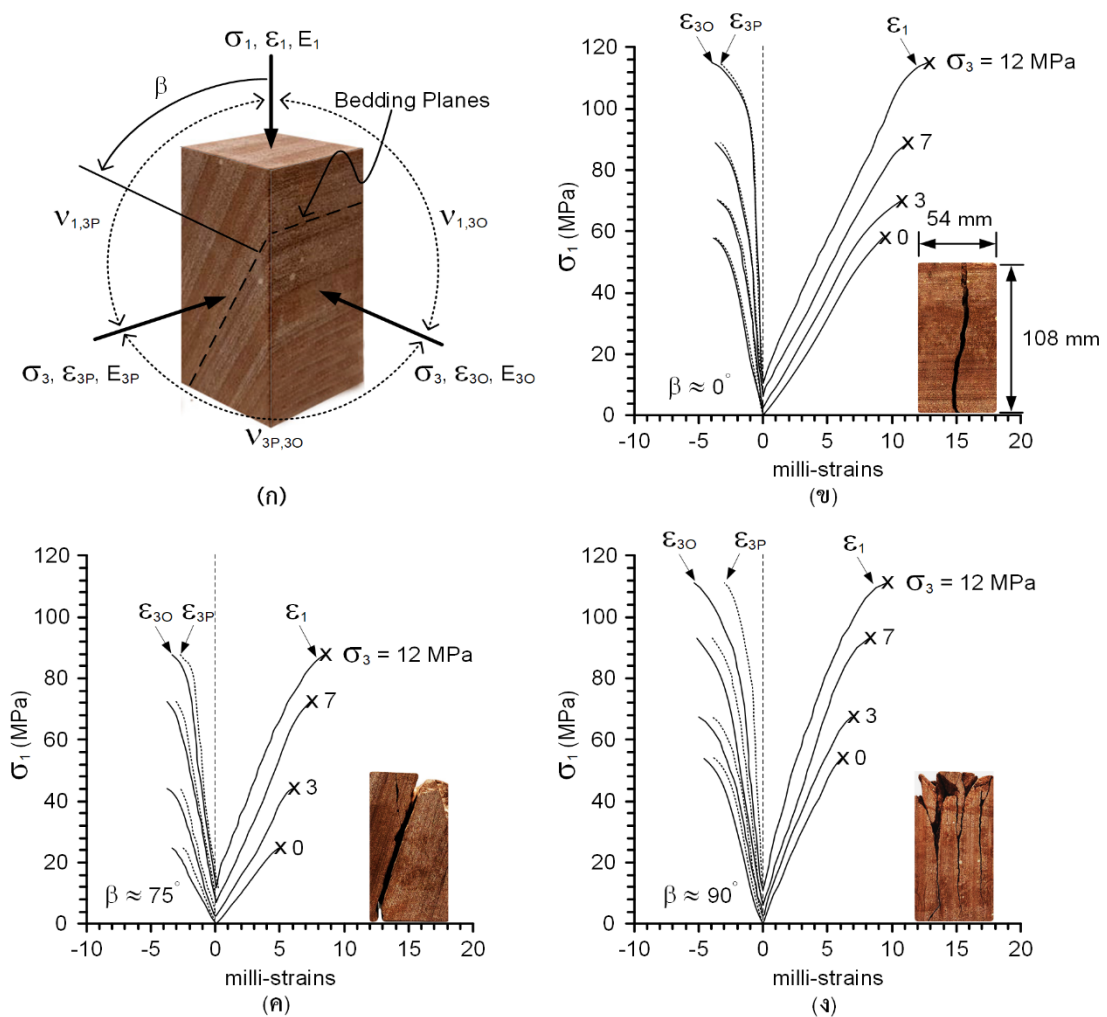 σ₁, ε₁, E₁
β
Bedding Planes
ν₁,₃P
ν₁,₃O
σ₃, ε₃P, E₃P
σ₃, ε₃O, E₃O
ν₃P,₃O
(ก)
ε₃O ε₃P ε₁
σ₁ (MPa)
120
100
80
60
40
20
0
σ₃ = 12 MPa
7
3
0
54 mm
108 mm
β ≈ 0°
-10 -5 0 5 10 15 20
milli-strains
(ข)
ε₃O ε₃P ε₁
σ₁ (MPa)
120
100
80
60
40
20
0
σ₃ = 12 MPa
7
3
0
β ≈ 75°
-10 -5 0 5 10 15 20
milli-strains
(ค)
ε₃O ε₃P ε₁
σ₁ (MPa)
120
100
80
60
40
20
0
σ₃ = 12 MPa
7
3
0
β ≈ 90°
-10 -5 0 5 10 15 20
milli-strains
(ง)